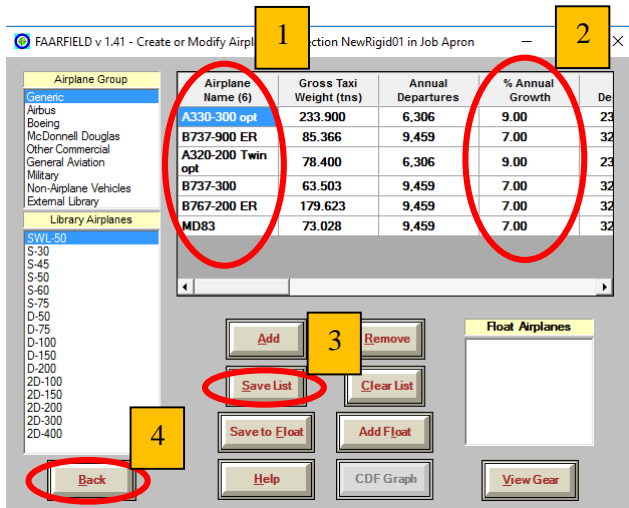 FAARFIELD v 1.41 - Create or Modify Airpl ection NewRigid01 in Job Apron
1
2
Airplane Group
Generic
Airbus
Boeing
McDonnell Douglas
Other Commercial
General Aviation
Military
Non-Airplane Vehicles
External Library
Library Airplanes
SWL-50
S-30
S-45
S-50
S-60
S-75
D-50
D-75
D-100
D-150
D-200
2D-100
2D-150
2D-200
2D-300
2D-400
Airplane Name (6) Gross Taxi Weight (tns) Annual Departures % Annual Growth De
A330-300 opt 233.900 6,306 9.00 23
B737-900 ER 85.366 9,459 7.00 32
A320-200 Twin opt 78.400 6,306 9.00 23
B737-300 63.503 9,459 7.00 32
B767-200 ER 179.623 9,459 7.00 32
MD83 73.028 9,459 7.00 32
Add
3
Remove
Float Airplanes
Save List
Clear List
4
Save to Float
Add Float
Back
Help
CDF Graph
View Gear